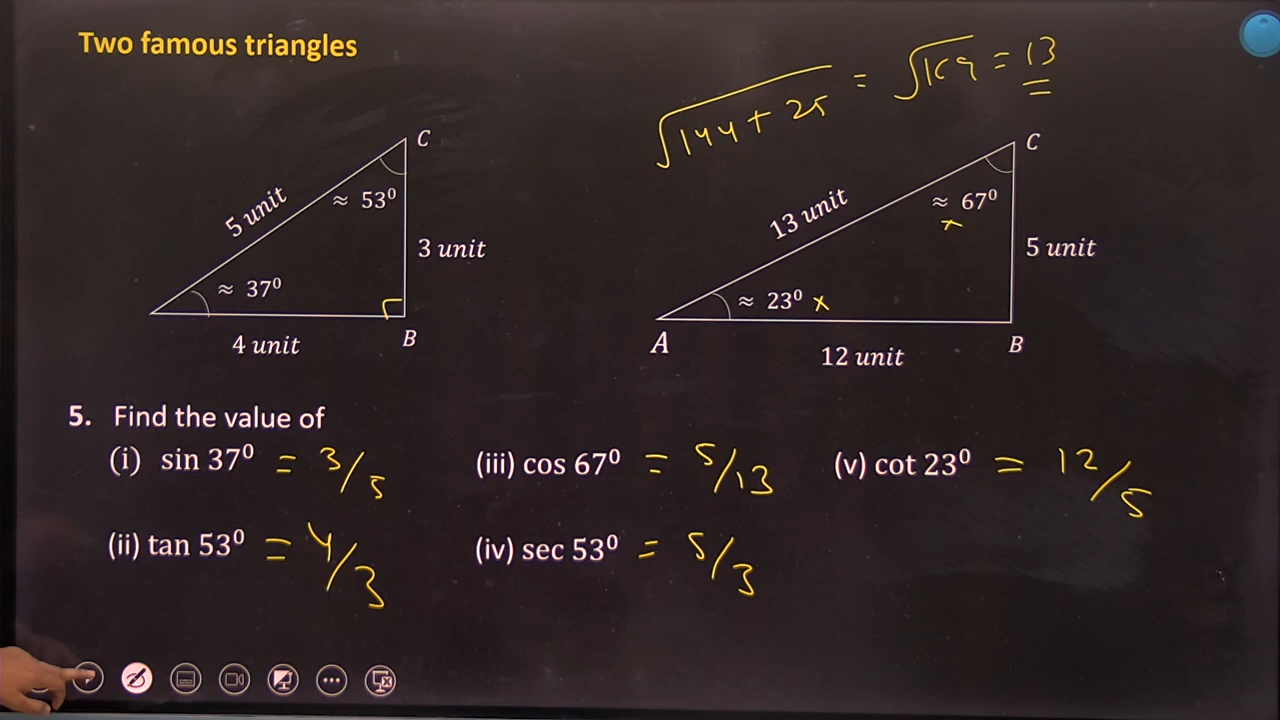 Two famous triangles
√144 + 25 = √169 = 13
C
5 unit
≈ 53⁰
3 unit
≈ 37⁰
4 unit
B
C
13 unit
≈ 67⁰
x
5 unit
≈ 23⁰ x
A
12 unit
B
5. Find the value of
(i) sin 37⁰ = 3/5
(iii) cos 67⁰ = 5/13
(v) cot 23⁰ = 12/5
(ii) tan 53⁰ = 4/3
(iv) sec 53⁰ = 5/3